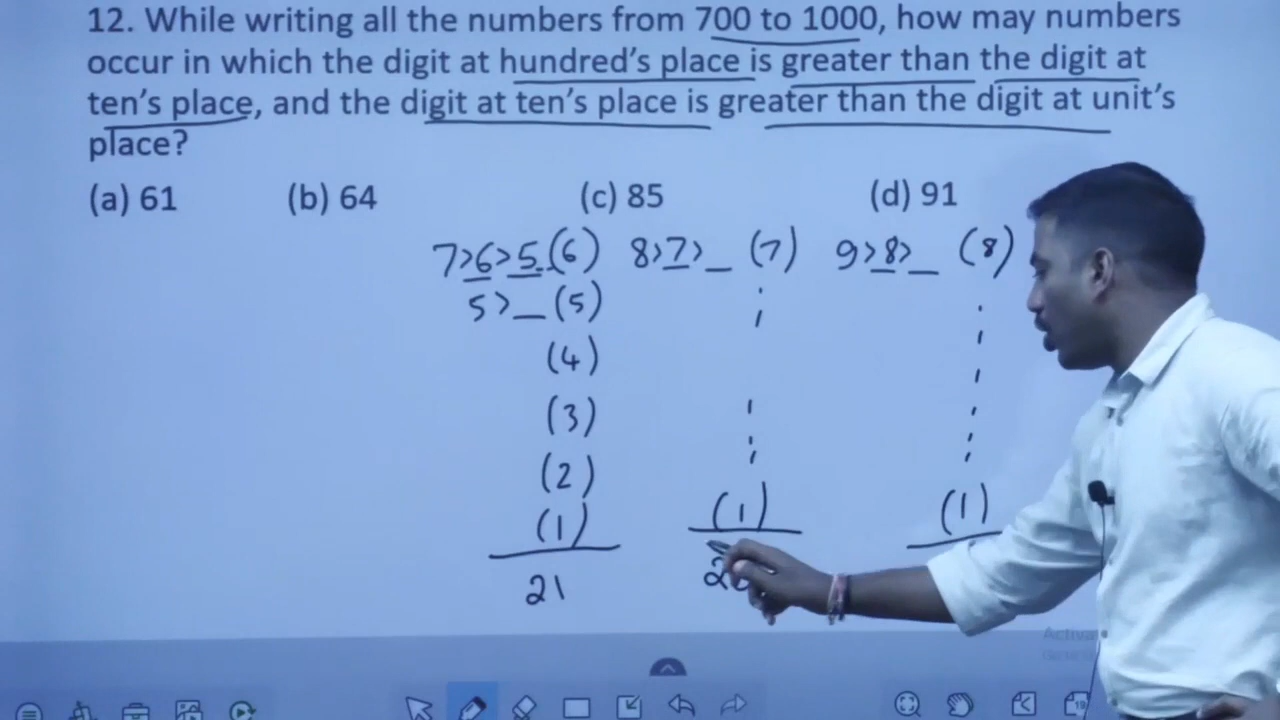 12. While writing all the numbers from 700 to 1000, how may numbers
occur in which the digit at hundred's place is greater than the digit at
ten's place, and the digit at ten's place is greater than the digit at unit's
place?
(a) 61 (b) 64 (c) 85 (d) 91
7>6>5 (6) 8>7>_ (7) 9>8>_ (8)
5>_ (5)
(4)
(3)
(2)
(1) (1) (1)
21
19